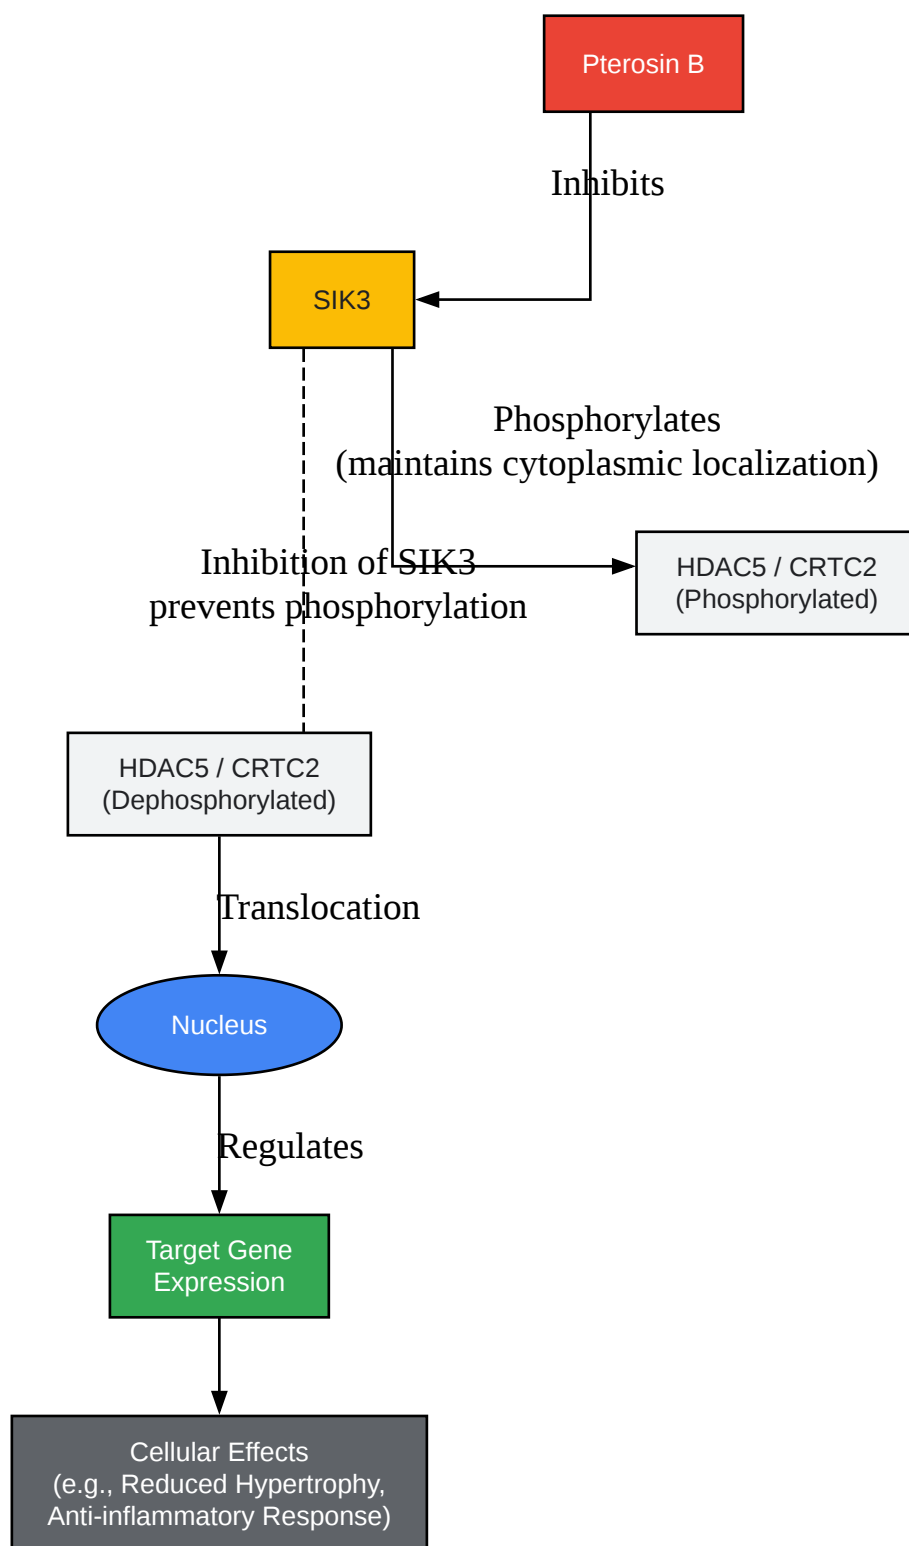 Pterosin B
Inhibits
SIK3
Phosphorylates
(maintains cytoplasmic localization)
Inhibition of SIK3
prevents phosphorylation
HDAC5 / CRTC2
(Phosphorylated)
HDAC5 / CRTC2
(Dephosphorylated)
Translocation
Nucleus
Regulates
Target Gene
Expression
Cellular Effects
(e.g., Reduced Hypertrophy,
Anti-inflammatory Response)